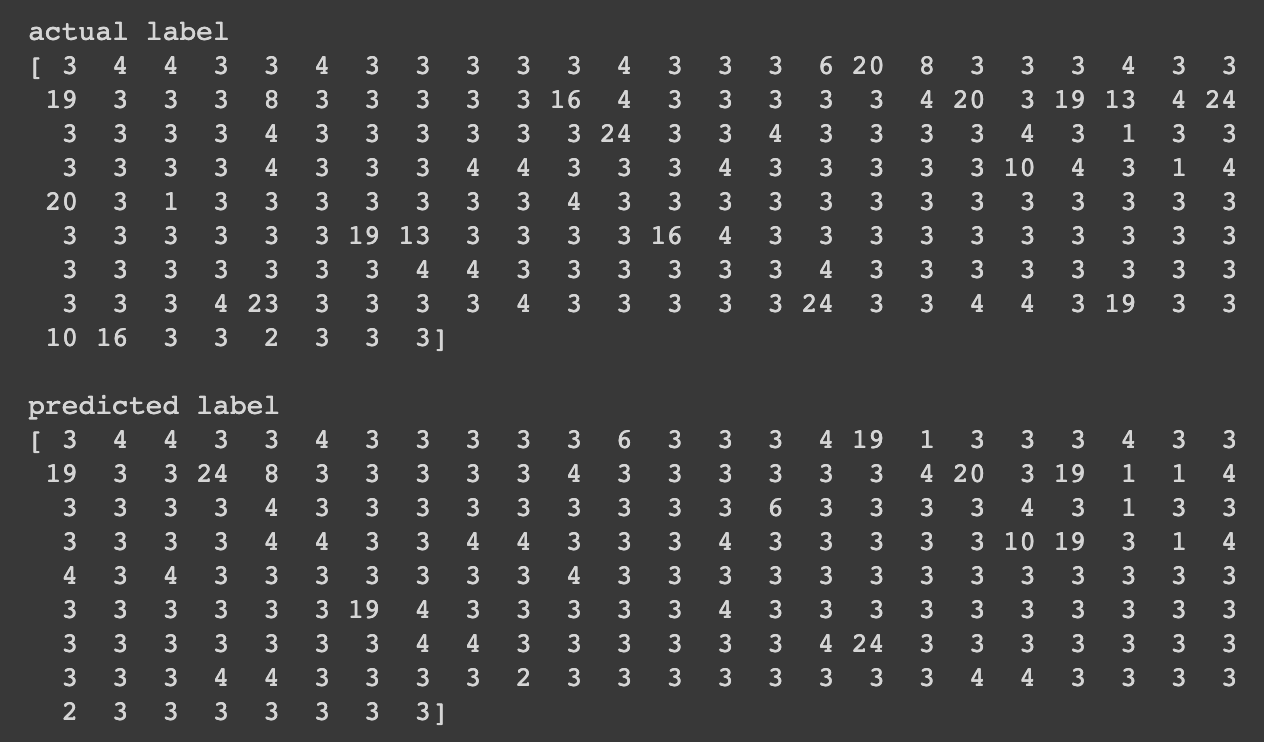 actual label
[ 3 4 4 3 3 4 3 3 3 3 3 4 3 3 3 6 20 8 3 3 3 4 3 3
19 3 3 3 8 3 3 3 3 3 16 4 3 3 3 3 3 4 20 3 19 13 4 24
3 3 3 3 4 3 3 3 3 3 3 24 3 3 4 3 3 3 3 4 3 1 3 3
3 3 3 3 4 3 3 3 4 4 3 3 3 4 3 3 3 3 3 10 4 3 1 4
20 3 1 3 3 3 3 3 3 3 4 3 3 3 3 3 3 3 3 3 3 3 3 3
3 3 3 3 3 3 19 13 3 3 3 3 16 4 3 3 3 3 3 3 3 3 3 3
3 3 3 3 3 3 3 4 4 3 3 3 3 3 3 4 3 3 3 3 3 3 3 3
3 3 3 4 23 3 3 3 3 4 3 3 3 3 3 24 3 3 4 4 3 19 3 3
10 16 3 3 2 3 3 3]
predicted label
[ 3 4 4 3 3 4 3 3 3 3 3 6 3 3 3 4 19 1 3 3 3 4 3 3
19 3 3 24 8 3 3 3 3 3 4 3 3 3 3 3 3 4 20 3 19 1 1 4
3 3 3 3 4 3 3 3 3 3 3 3 3 3 6 3 3 3 3 4 3 1 3 3
3 3 3 3 4 4 3 3 4 4 3 3 3 4 3 3 3 3 3 10 19 3 1 4
4 3 4 3 3 3 3 3 3 3 4 3 3 3 3 3 3 3 3 3 3 3 3 3
3 3 3 3 3 3 19 4 3 3 3 3 3 4 3 3 3 3 3 3 3 3 3 3
3 3 3 3 3 3 3 4 4 3 3 3 3 3 3 4 24 3 3 3 3 3 3 3
3 3 3 4 4 3 3 3 3 2 3 3 3 3 3 3 3 3 4 4 3 3 3 3
2 3 3 3 3 3 3 3]